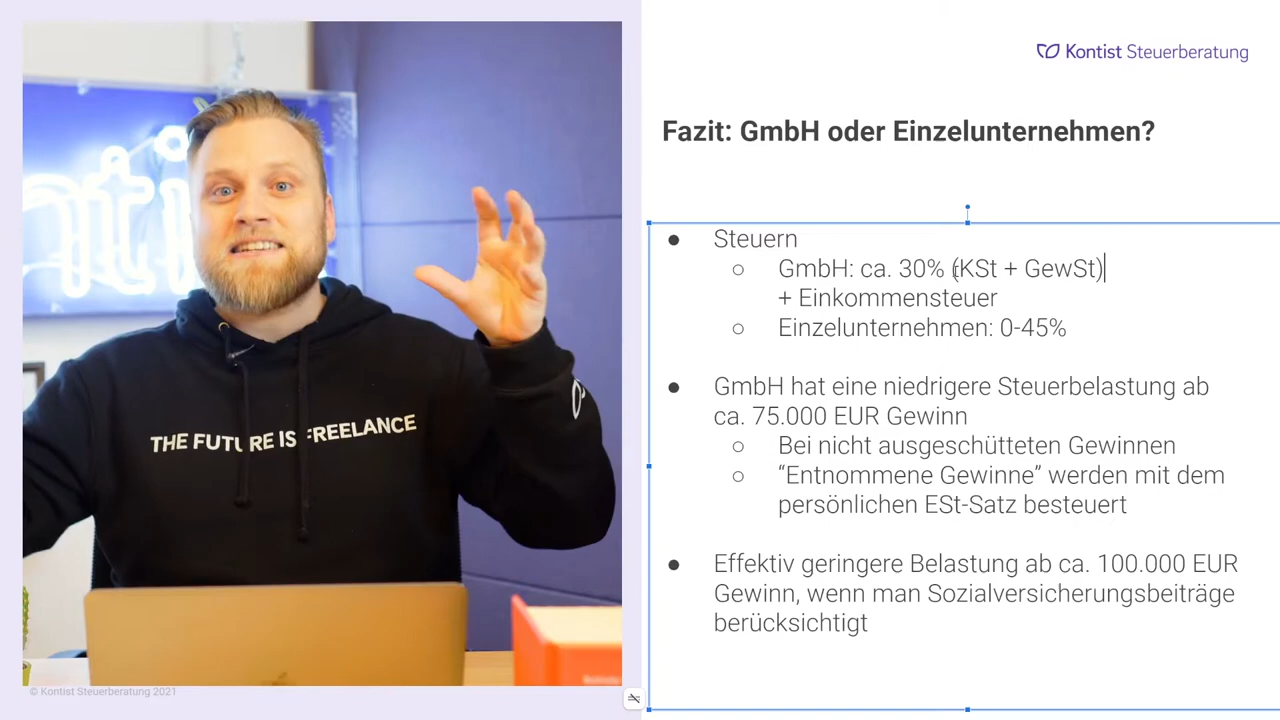 Kontist Steuerberatung
Fazit: GmbH oder Einzelunternehmen?
● Steuern
○ GmbH: ca. 30% (KSt + GewSt)
+ Einkommensteuer
○ Einzelunternehmen: 0-45%
● GmbH hat eine niedrigere Steuerbelastung ab
ca. 75.000 EUR Gewinn
○ Bei nicht ausgeschütteten Gewinnen
○ “Entnommene Gewinne” werden mit dem
persönlichen ESt-Satz besteuert
● Effektiv geringere Belastung ab ca. 100.000 EUR
Gewinn, wenn man Sozialversicherungsbeiträge
berücksichtigt
THE FUTURE IS FREELANCE
© Kontist Steuerberatung 2021